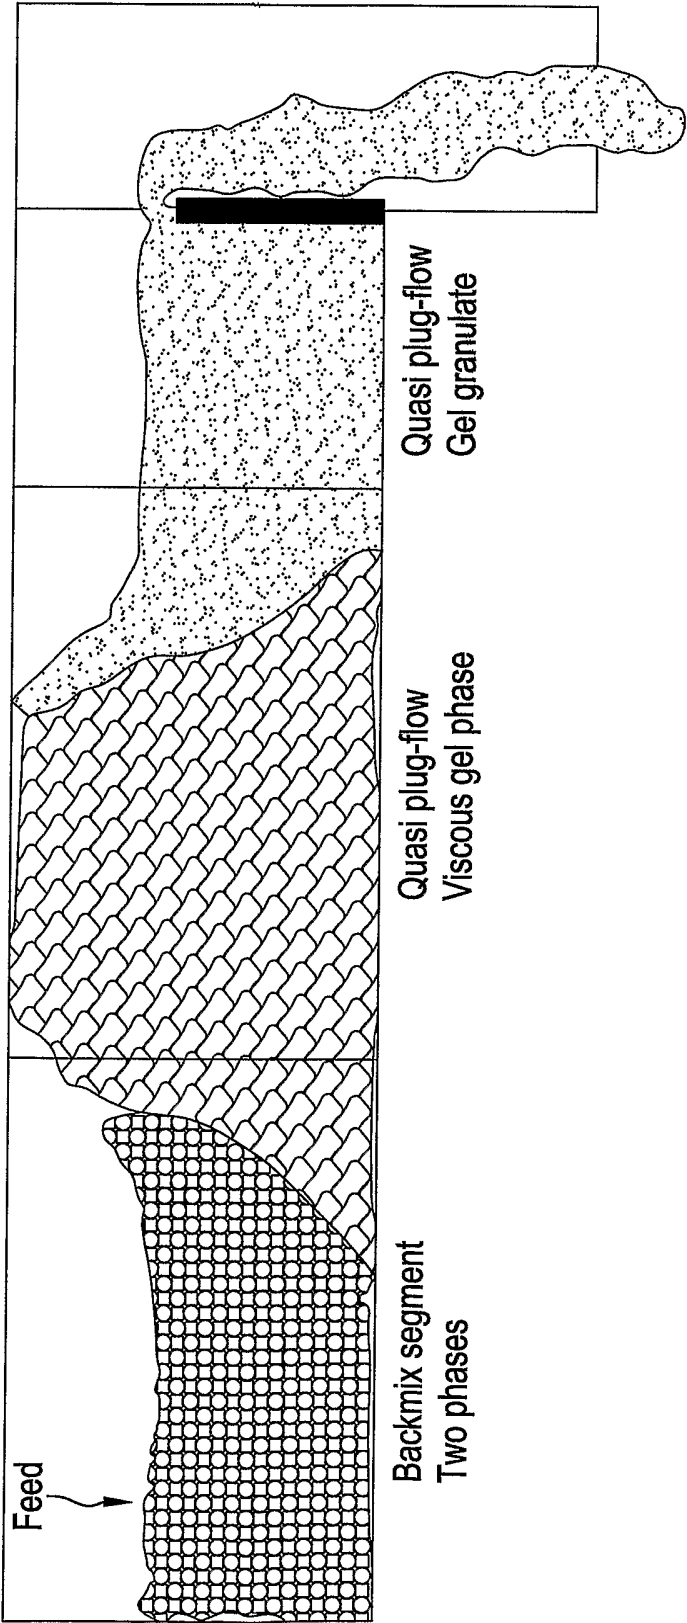 Feed
Backmix segment
Two phases
Quasi plug-flow
Viscous gel phase
Quasi plug-flow
Gel granulate